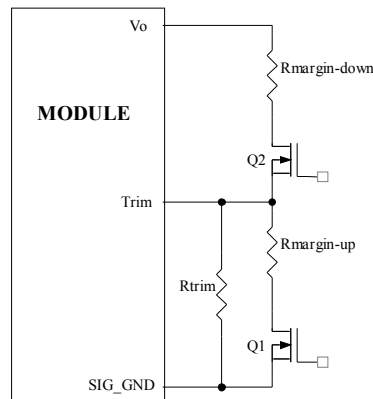 Vo
Rmargin-down
MODULE
Q2
Trim
Rmargin-up
Rtrim
Q1
SIG_GND